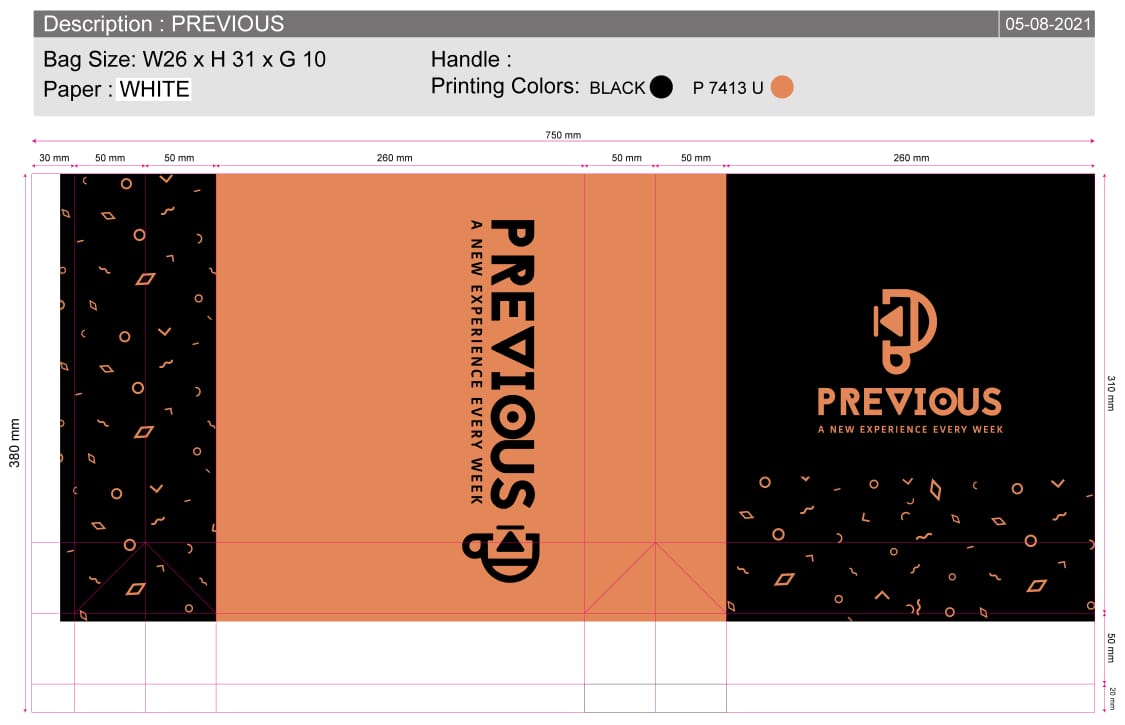 Description : PREVIOUS
05-08-2021
Bag Size: W26 x H 31 x G 10
Handle :
Paper : WHITE
Printing Colors: BLACK P 7413 U
750 mm
30 mm
50 mm
50 mm
260 mm
50 mm
50 mm
260 mm
380 mm
PREVIOUS
A NEW EXPERIENCE EVERY WEEK
PREVIOUS
A NEW EXPERIENCE EVERY WEEK
310 mm
50 mm
20 mm